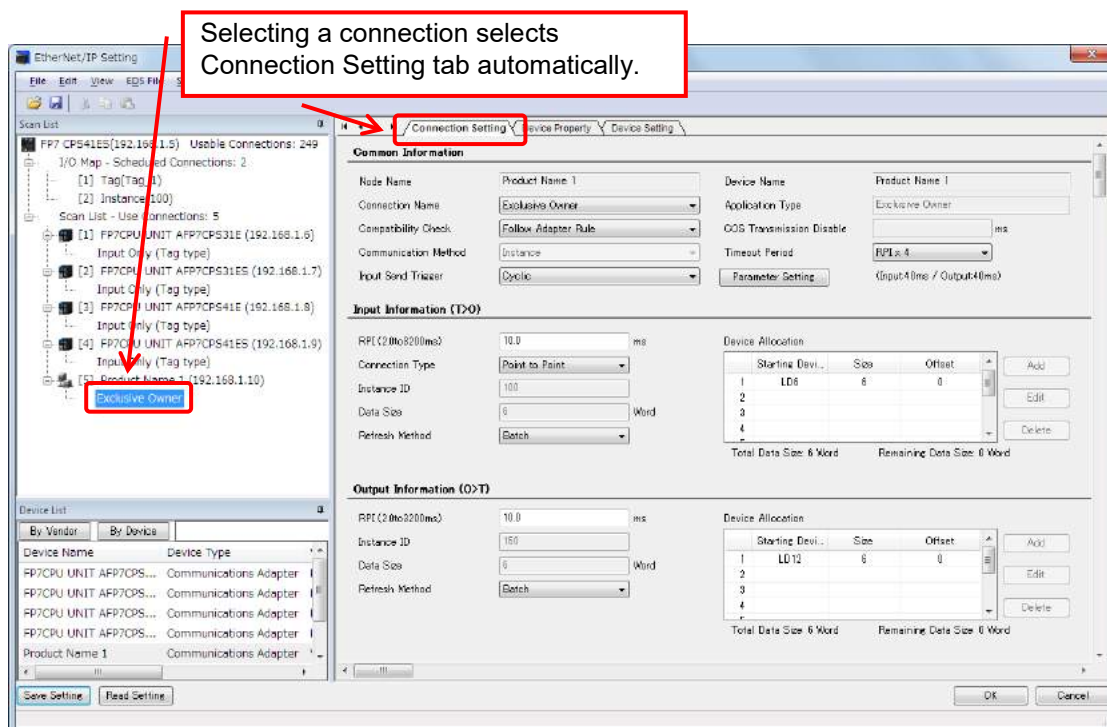 Selecting a connection selects
Connection Setting tab automatically.
EtherNet/IP Setting
File Edit View EDS File S
Scan List
FP7 CPS41ES(192.168.1.5) Usable Connections: 249
I/O Map - Scheduled Connections: 2
[1] Tag(Tag_1)
[2] Instance(100)
Scan List - Use Connections: 5
[1] FP7CPU UNIT AFP7CPS31E (192.168.1.6)
Input Only (Tag type)
[2] FP7CPU UNIT AFP7CPS31ES (192.168.1.7)
Input Only (Tag type)
[3] FP7CPU UNIT AFP7CPS41E (192.168.1.8)
Input Only (Tag type)
[4] FP7CPU UNIT AFP7CPS41ES (192.168.1.9)
Input Only (Tag type)
[5] Product Name 1 (192.168.1.10)
Exclusive Owner
Device List
By Vendor By Device
Device Name Device Type
FP7CPU UNIT AFP7CPS... Communications Adapter
FP7CPU UNIT AFP7CPS... Communications Adapter
FP7CPU UNIT AFP7CPS... Communications Adapter
FP7CPU UNIT AFP7CPS... Communications Adapter
Product Name 1 Communications Adapter
Connection Setting Device Property Device Setting
Common Information
Node Name Product Name 1 Device Name Product Name 1
Connection Name Exclusive Owner Application Type Exclusive Owner
Compatibility Check Follow Adapter Rule COS Transmission Disable ms
Communication Method Instance Timeout Period RPI x 4
Input Send Trigger Cyclic Parameter Setting (Input:40ms / Output:40ms)
Input Information (T>O)
RPI(2.0to3200ms) 10.0 ms Device Allocation
Connection Type Point to Point Starting Devi.. Size Offset Add
Instance ID 100 1 LD6 6 0
2 Edit
Data Size 6 Word 3
Refresh Method Batch 4 Delete
Total Data Size: 6 Word Remaining Data Size: 0 Word
Output Information (O>T)
RPI(2.0to3200ms) 10.0 ms Device Allocation
Instance ID 150 Starting Devi.. Size Offset Add
Data Size 6 Word 1 LD12 6 0
2 Edit
Refresh Method Batch 3
4 Delete
Total Data Size: 6 Word Remaining Data Size: 0 Word
Save Setting Read Setting OK Cancel